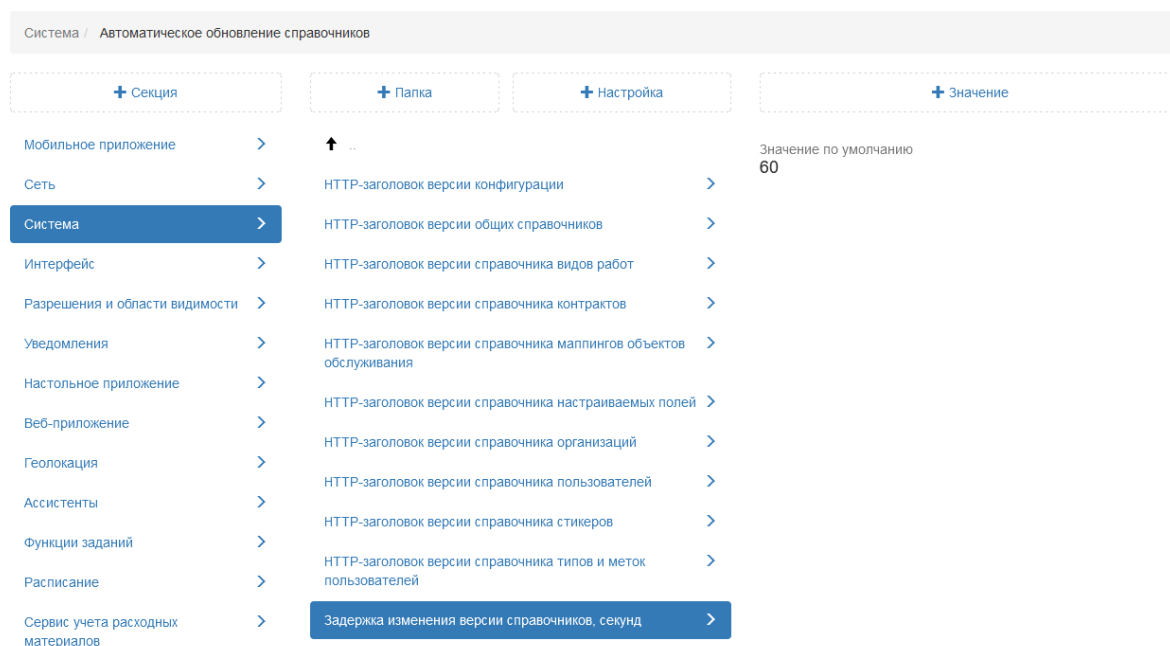 Система / Автоматическое обновление справочников
+ Секция
+ Папка
+ Настройка
+ Значение
Мобильное приложение
Сеть
Система
Интерфейс
Разрешения и области видимости
Уведомления
Настольное приложение
Веб-приложение
Геолокация
Ассистенты
Функции заданий
Расписание
Сервис учета расходных
материалов
..
HTTP-заголовок версии конфигурации
HTTP-заголовок версии общих справочников
HTTP-заголовок версии справочника видов работ
HTTP-заголовок версии справочника контрактов
HTTP-заголовок версии справочника маппингов объектов
обслуживания
HTTP-заголовок версии справочника настраиваемых полей
HTTP-заголовок версии справочника организаций
HTTP-заголовок версии справочника пользователей
HTTP-заголовок версии справочника стикеров
HTTP-заголовок версии справочника типов и меток
пользователей
Задержка изменения версии справочников, секунд
Значение по умолчанию
60